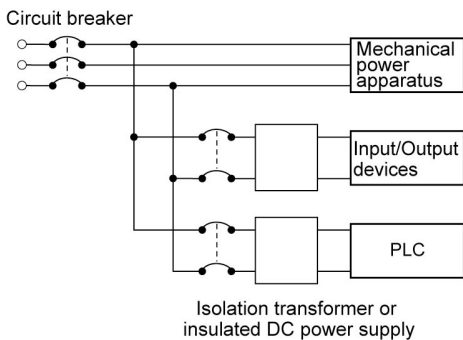 Circuit breaker
Mechanical
power
apparatus
Input/Output
devices
PLC
Isolation transformer or
insulated DC power supply